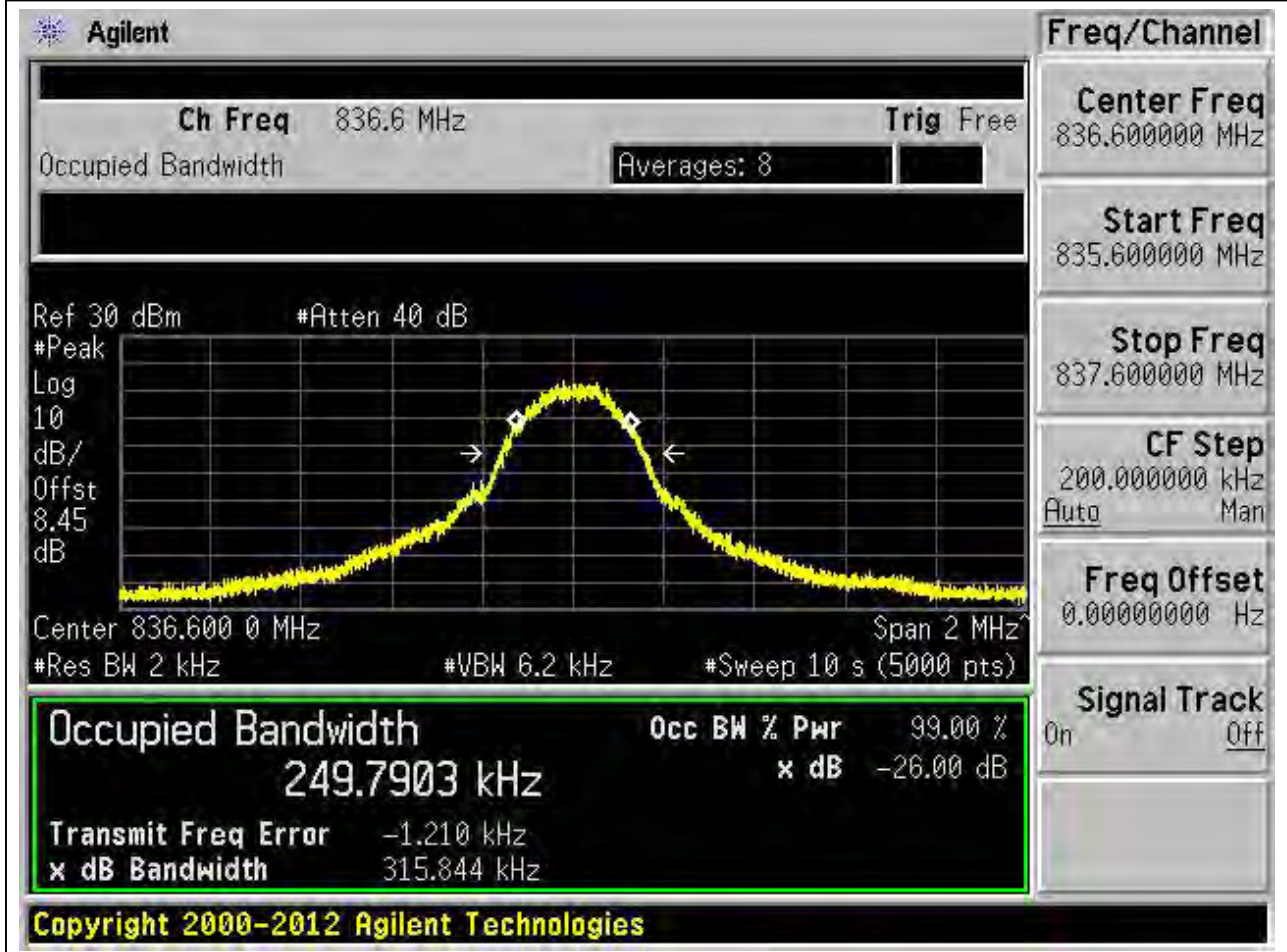 Agilent
Freq/Channel
Ch Freq 836.6 MHz Trig Free
Occupied Bandwidth Averages: 8
Center Freq
836.600000 MHz
Start Freq
835.600000 MHz
Stop Freq
837.600000 MHz
CF Step
200.000000 kHz
Auto Man
Freq Offset
0.00000000 Hz
Signal Track
On Off
Ref 30 dBm #Atten 40 dB
#Peak
Log
10
dB/
Offst
8.45
dB
Center 836.600 0 MHz Span 2 MHz^
#Res BW 2 kHz #VBW 6.2 kHz #Sweep 10 s (5000 pts)
Occupied Bandwidth Occ BW % Pwr 99.00 %
249.7903 kHz x dB -26.00 dB
Transmit Freq Error -1.210 kHz
x dB Bandwidth 315.844 kHz
Copyright 2000-2012 Agilent Technologies